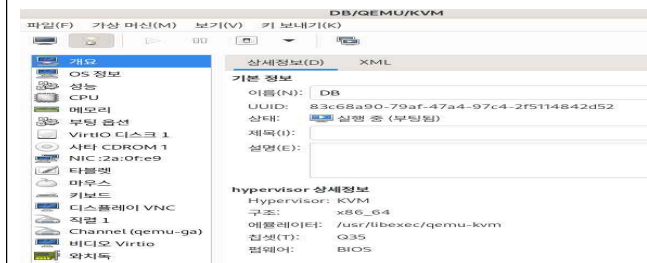 DB/QEMU/KVM
파일(F) 가상 머신(M) 보기(V) 키 보내기(K)
개요
OS 정보
성능
CPU
메모리
부팅 옵션
VirtIO 디스크 1
사타 CDROM 1
NIC :2a:0f:e9
타블렛
마우스
키보드
디스플레이 VNC
직렬 1
Channel (qemu-ga)
비디오 Virtio
와치독
상세정보(D) XML
기본 정보
이름(N): DB
UUID: 83c68a90-79af-47a4-97c4-2f5114842d52
상태: 실행 중 (부팅됨)
제목(I):
설명(E):
hypervisor 상세정보
Hypervisor: KVM
구조: x86_64
에뮬레이터: /usr/libexec/qemu-kvm
칩셋(T): Q35
펌웨어: BIOS